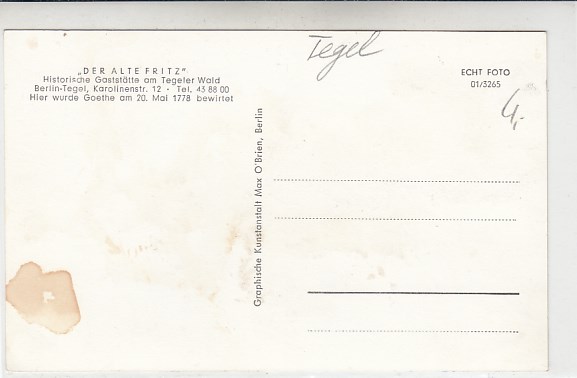 Tegel
„DER ALTE FRITZ"
Historische Gaststätte am Tegeler Wald
Berlin-Tegel, Karolinenstr. 12 · Tel. 43 88 00
Hier wurde Goethe am 20. Mai 1778 bewirtet
ECHT FOTO
01/3265
4,-
Graphische Kunstanstalt Max O'Brien, Berlin